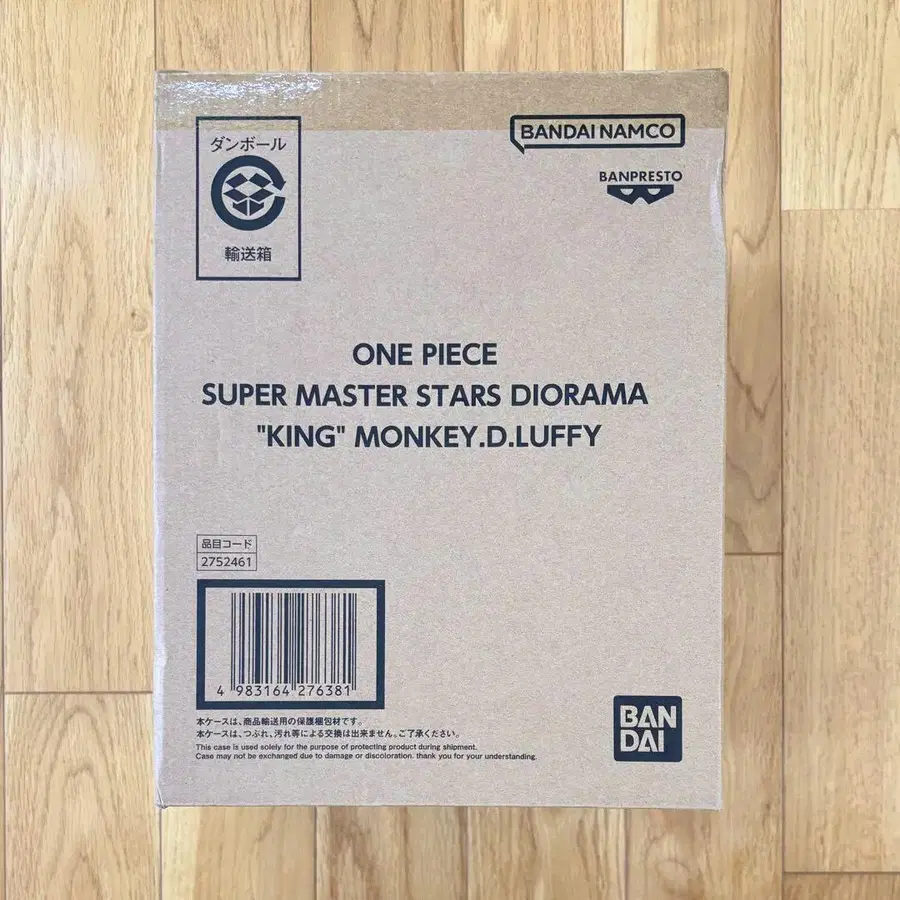 ダンボール
輸送箱
BANDAI NAMCO
BANPRESTO
ONE PIECE
SUPER MASTER STARS DIORAMA
"KING" MONKEY.D.LUFFY
品目コード
2752461
4 983164 276381
本ケースは、商品輸送用の保護梱包材です。
本ケースは、つぶれ、汚れ等による交換は出来ません。ご了承ください。
This case is used solely for the purpose of protecting product during shipment.
Case may not be exchanged due to damage or discoloration. thank you for your understanding.
BAN
DAI